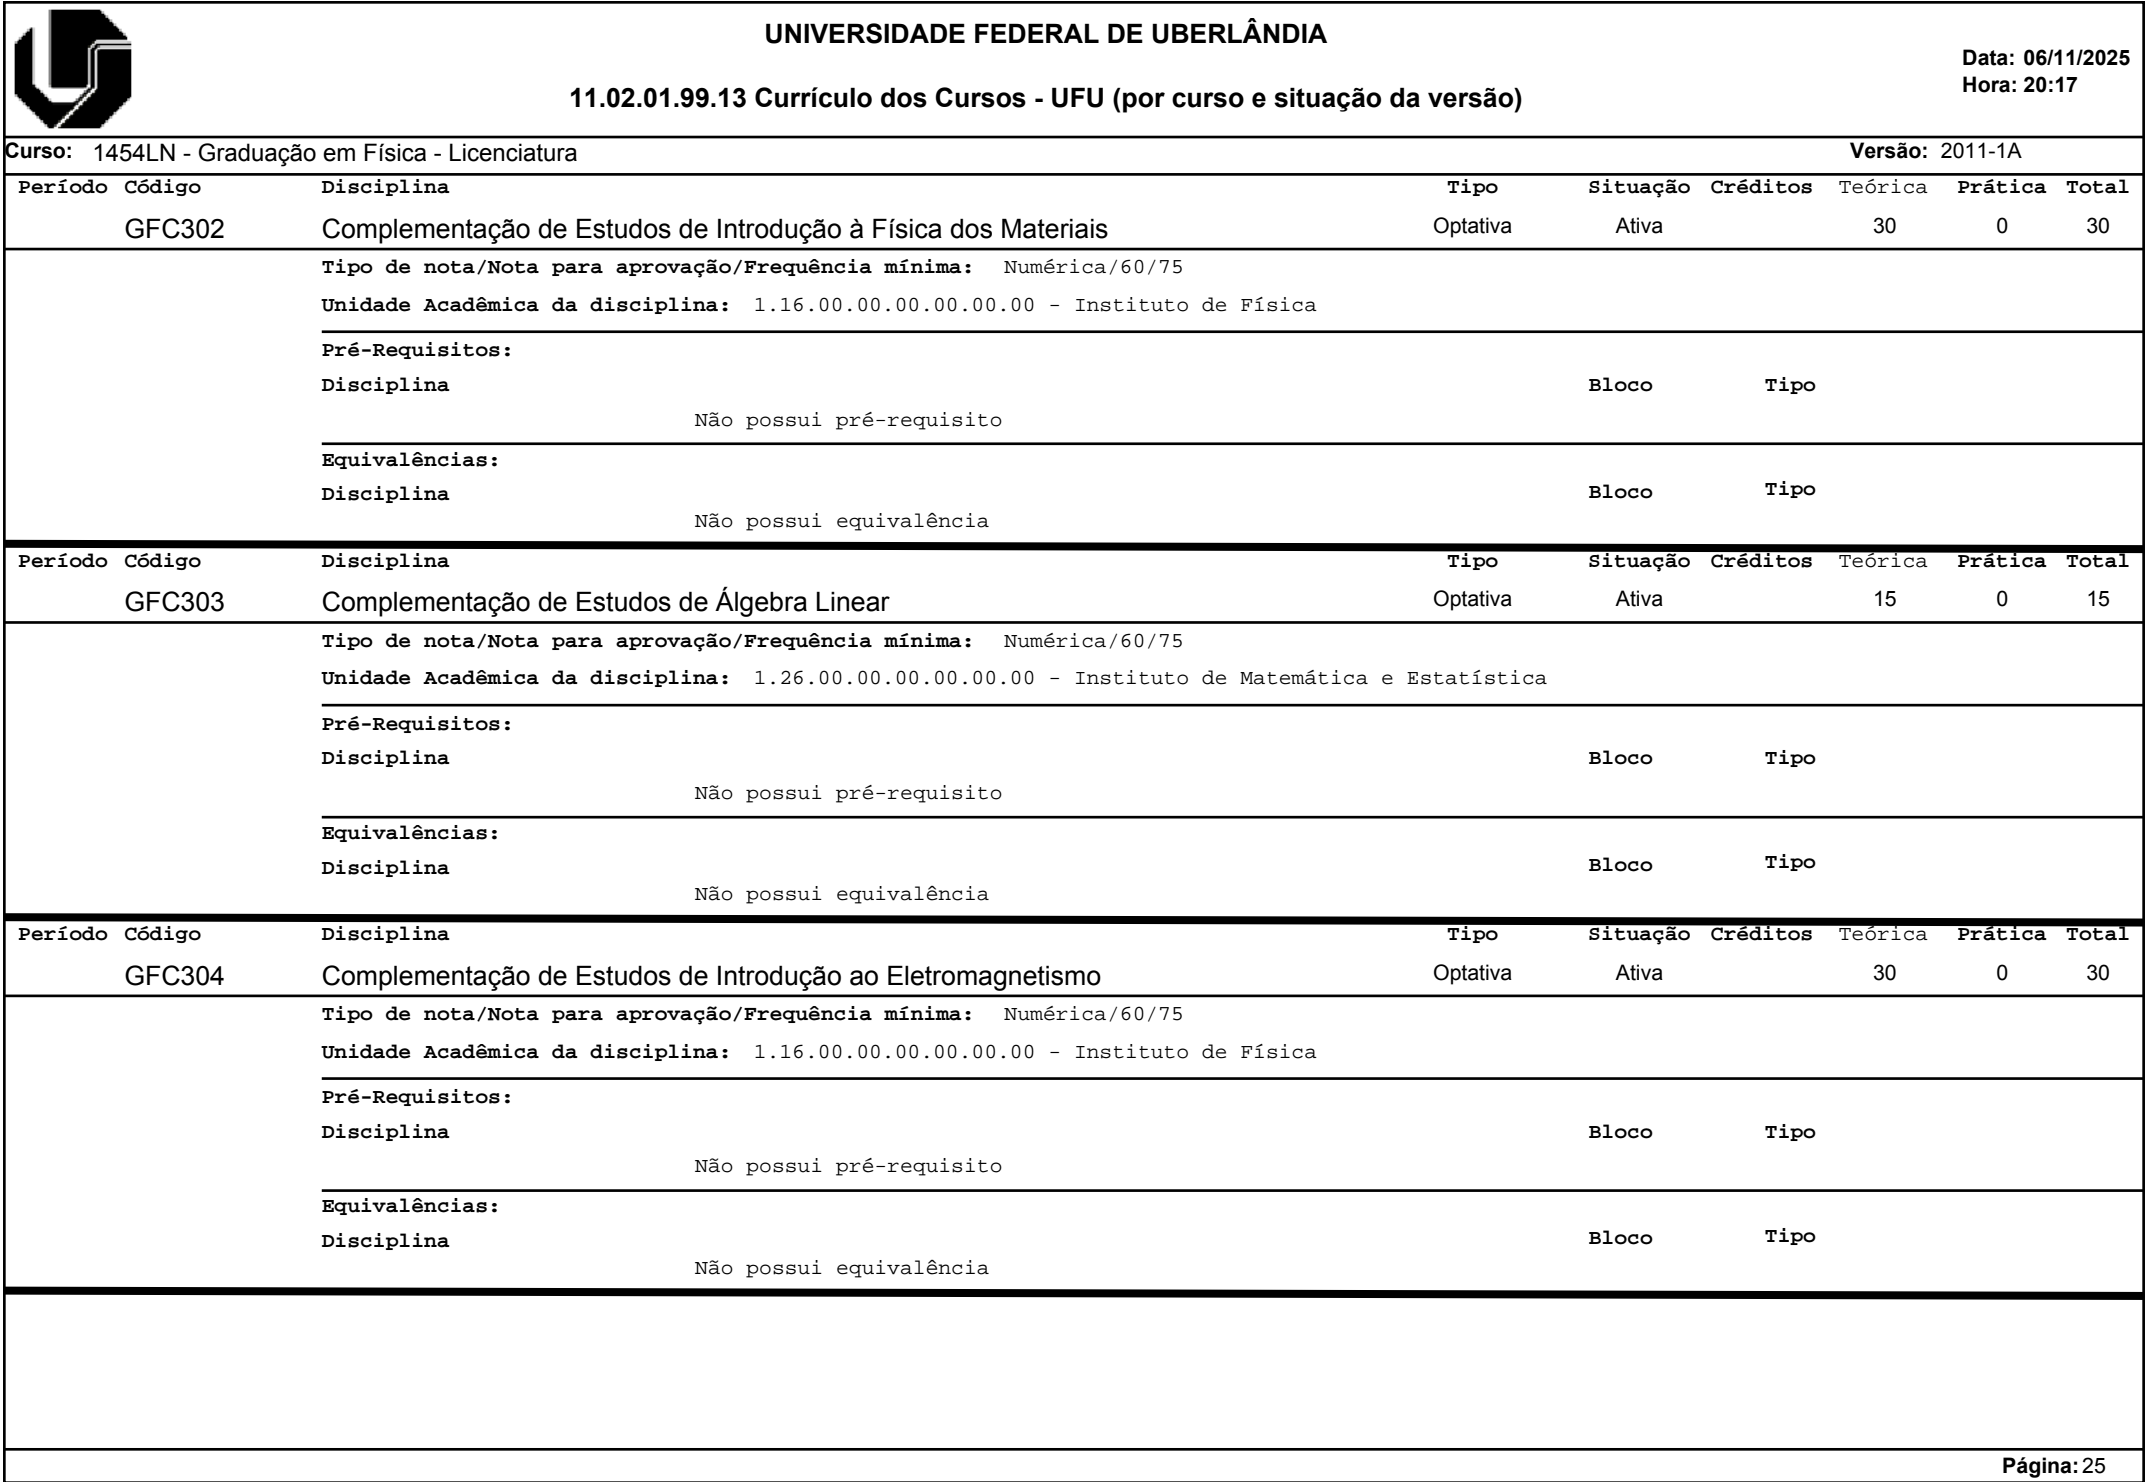 UNIVERSIDADE FEDERAL DE UBERLÂNDIA
Data: 06/11/2025
Hora: 20:17
11.02.01.99.13 Currículo dos Cursos - UFU (por curso e situação da versão)
Curso: 1454LN - Graduação em Física - Licenciatura Versão: 2011-1A
Período Código Disciplina Tipo Situação Créditos Teórica Prática Total
GFC302 Complementação de Estudos de Introdução à Física dos Materiais Optativa Ativa 30 0 30
Tipo de nota/Nota para aprovação/Frequência mínima: Numérica/60/75
Unidade Acadêmica da disciplina: 1.16.00.00.00.00.00.00 - Instituto de Física
Pré-Requisitos:
Disciplina Bloco Tipo
Não possui pré-requisito
Equivalências:
Disciplina Bloco Tipo
Não possui equivalência
Período Código Disciplina Tipo Situação Créditos Teórica Prática Total
GFC303 Complementação de Estudos de Álgebra Linear Optativa Ativa 15 0 15
Tipo de nota/Nota para aprovação/Frequência mínima: Numérica/60/75
Unidade Acadêmica da disciplina: 1.26.00.00.00.00.00.00 - Instituto de Matemática e Estatística
Pré-Requisitos:
Disciplina Bloco Tipo
Não possui pré-requisito
Equivalências:
Disciplina Bloco Tipo
Não possui equivalência
Período Código Disciplina Tipo Situação Créditos Teórica Prática Total
GFC304 Complementação de Estudos de Introdução ao Eletromagnetismo Optativa Ativa 30 0 30
Tipo de nota/Nota para aprovação/Frequência mínima: Numérica/60/75
Unidade Acadêmica da disciplina: 1.16.00.00.00.00.00.00 - Instituto de Física
Pré-Requisitos:
Disciplina Bloco Tipo
Não possui pré-requisito
Equivalências:
Disciplina Bloco Tipo
Não possui equivalência
Página: 25